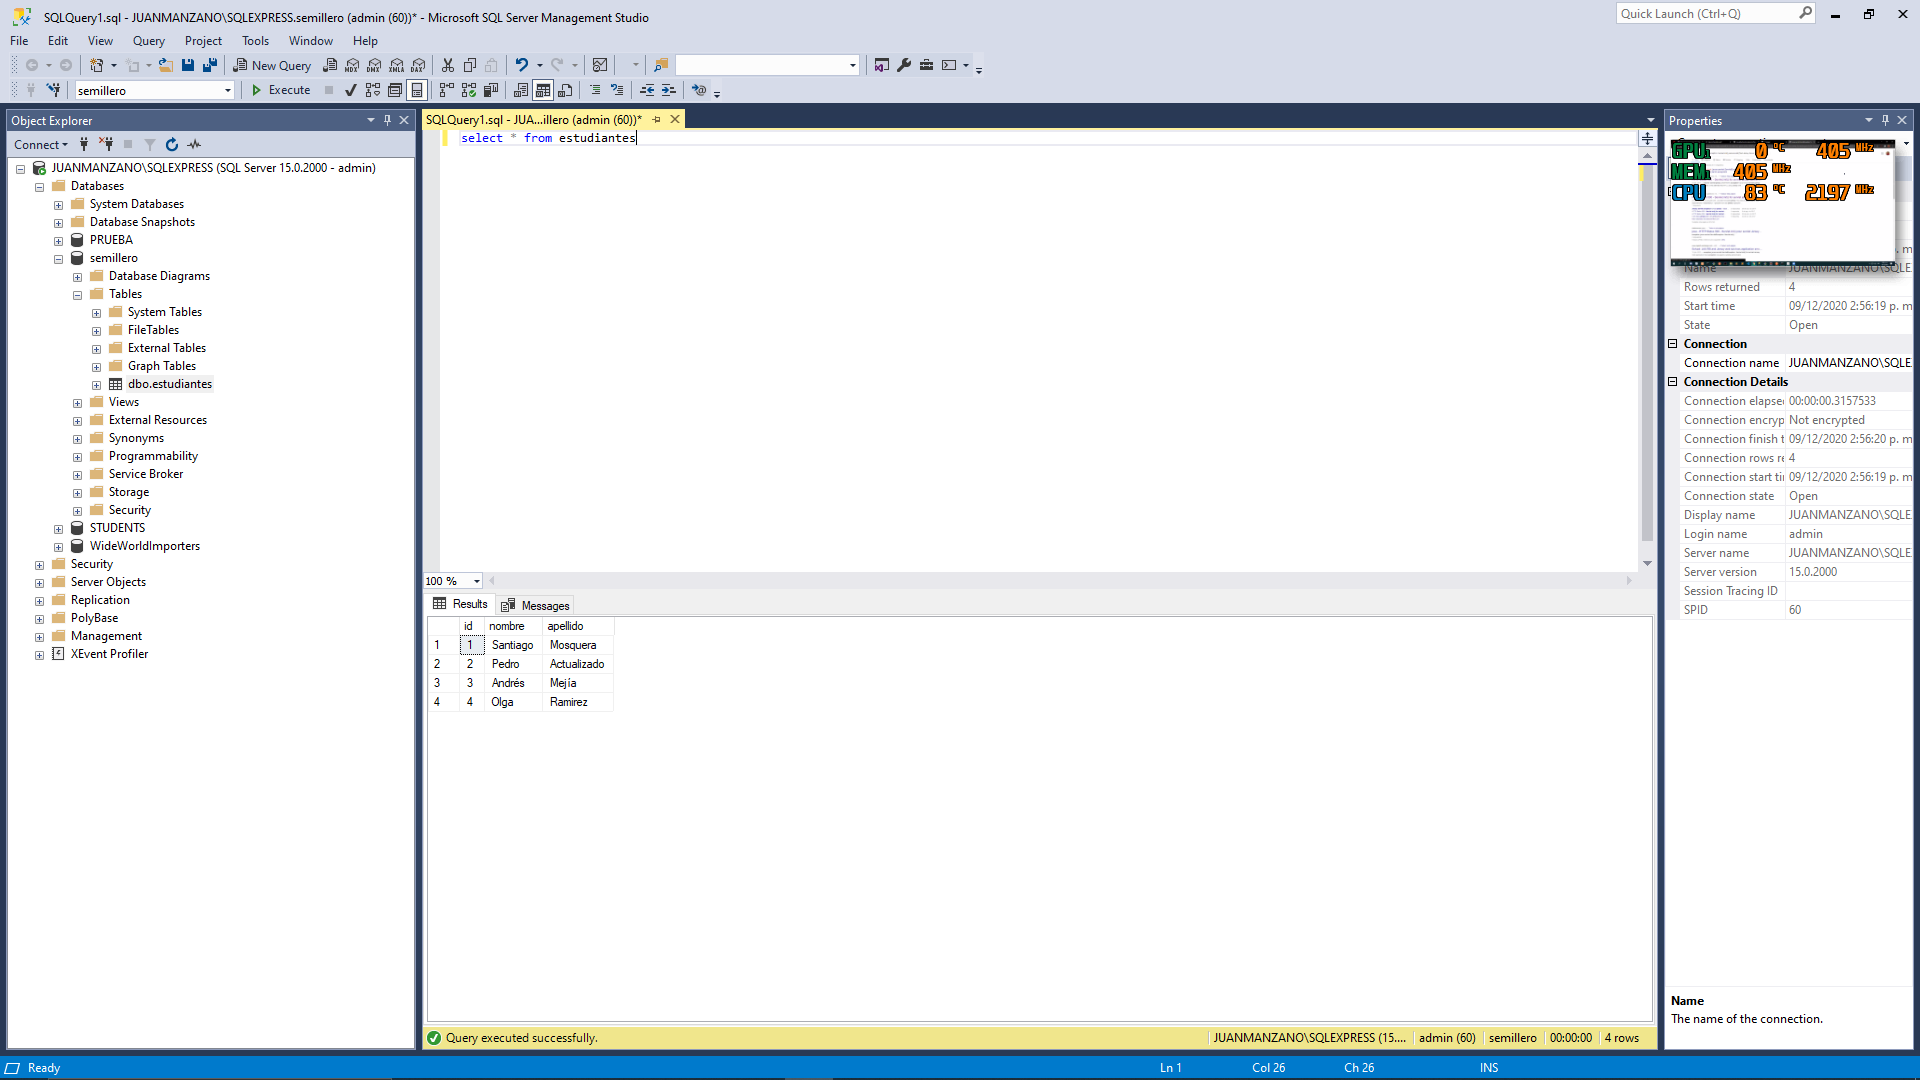 SQLQuery1.sql - JUANMANZANO\SQLEXPRESS.semillero (admin (60))* - Microsoft SQL Server Management Studio
Quick Launch (Ctrl+Q)
File Edit View Query Project Tools Window Help
New Query MDX DMX XMLA DAX
semillero Execute
Object Explorer
Connect
JUANMANZANO\SQLEXPRESS (SQL Server 15.0.2000 - admin)
Databases
System Databases
Database Snapshots
PRUEBA
semillero
Database Diagrams
Tables
System Tables
FileTables
External Tables
Graph Tables
dbo.estudiantes
Views
External Resources
Synonyms
Programmability
Service Broker
Storage
Security
STUDENTS
WideWorldImporters
Security
Server Objects
Replication
PolyBase
Management
XEvent Profiler
SQLQuery1.sql - JUA...illero (admin (60))*
select * from estudiantes
100 %
Results Messages
id nombre apellido
1 1 Santiago Mosquera
2 2 Pedro Actualizado
3 3 Andrés Mejía
4 4 Olga Ramirez
Query executed successfully.
JUANMANZANO\SQLEXPRESS (15.... admin (60) semillero 00:00:00 4 rows
Properties
GPU1 0 °C 405 MHz
MEM1 405 MHz
CPU 83 °C 2197 MHz
Name JUANMANZANO\SQLE
Rows returned 4
Start time 09/12/2020 2:56:19 p. m
State Open
Connection
Connection name JUANMANZANO\SQLE
Connection Details
Connection elapse 00:00:00.3157533
Connection encryp Not encrypted
Connection finish t 09/12/2020 2:56:20 p. m
Connection rows re 4
Connection start ti 09/12/2020 2:56:19 p. m
Connection state Open
Display name JUANMANZANO\SQLE
Login name admin
Server name JUANMANZANO\SQLE
Server version 15.0.2000
Session Tracing ID
SPID 60
Name
The name of the connection.
Ready Ln 1 Col 26 Ch 26 INS